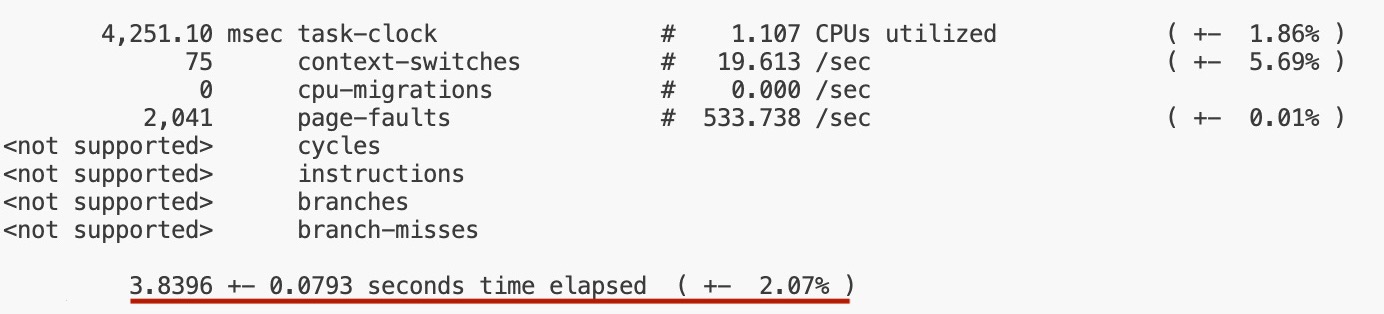 4,251.10 msec task-clock # 1.107 CPUs utilized ( +- 1.86% )
75 context-switches # 19.613 /sec ( +- 5.69% )
0 cpu-migrations # 0.000 /sec
2,041 page-faults # 533.738 /sec ( +- 0.01% )
<not supported> cycles
<not supported> instructions
<not supported> branches
<not supported> branch-misses
3.8396 +- 0.0793 seconds time elapsed ( +- 2.07% )